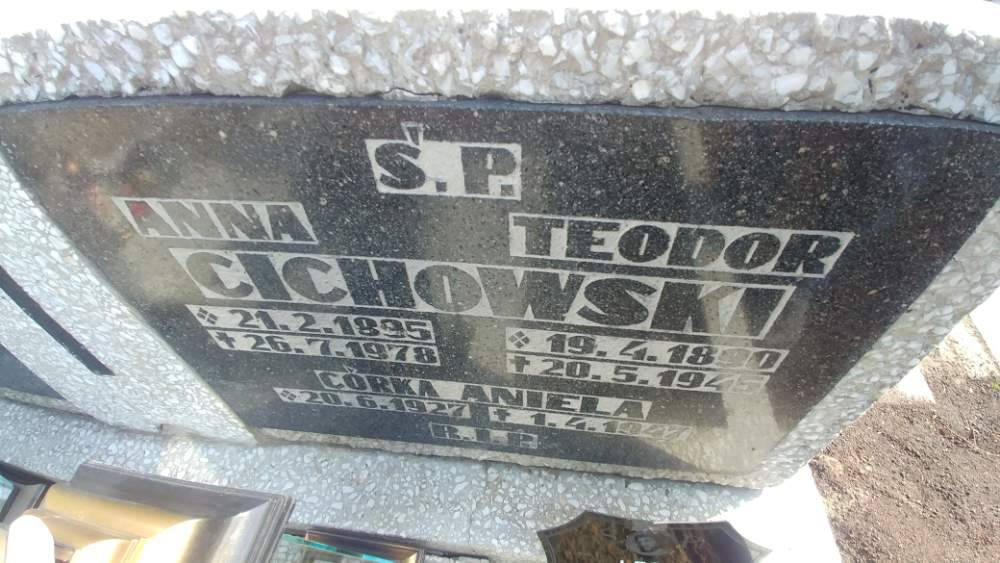 Ś.P.
ANNA TEODOR
CICHOWSKI
21.2.1895 19.4.1890
✝ 26.7.1978 ✝ 20.5.1945
CÓRKA ANIELA
20.6.1927 ✝ 1.4
R.I.P.